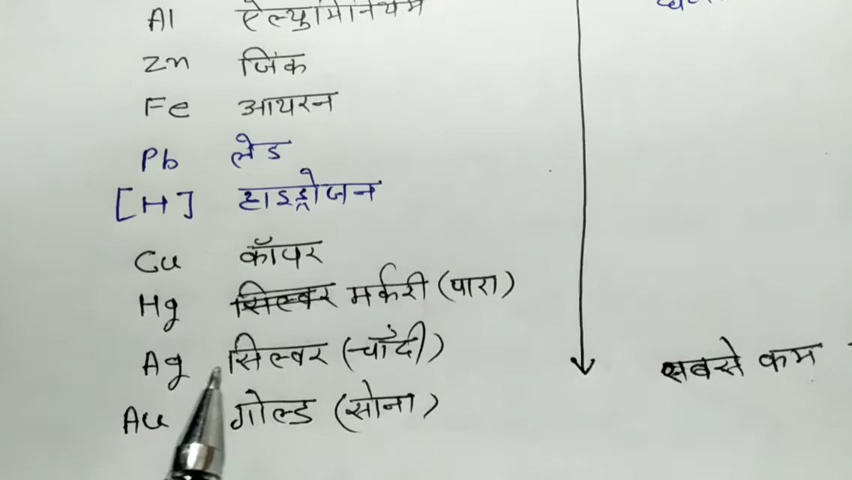 Al ऐल्युमिनियम
Zn जिंक
Fe आयरन
Pb लेड
[H] हाइड्रोजन
Cu कॉपर
Hg सिल्वर मर्करी (पारा)
Ag सिल्वर (चाँदी)
सबसे कम
Au गोल्ड (सोना)